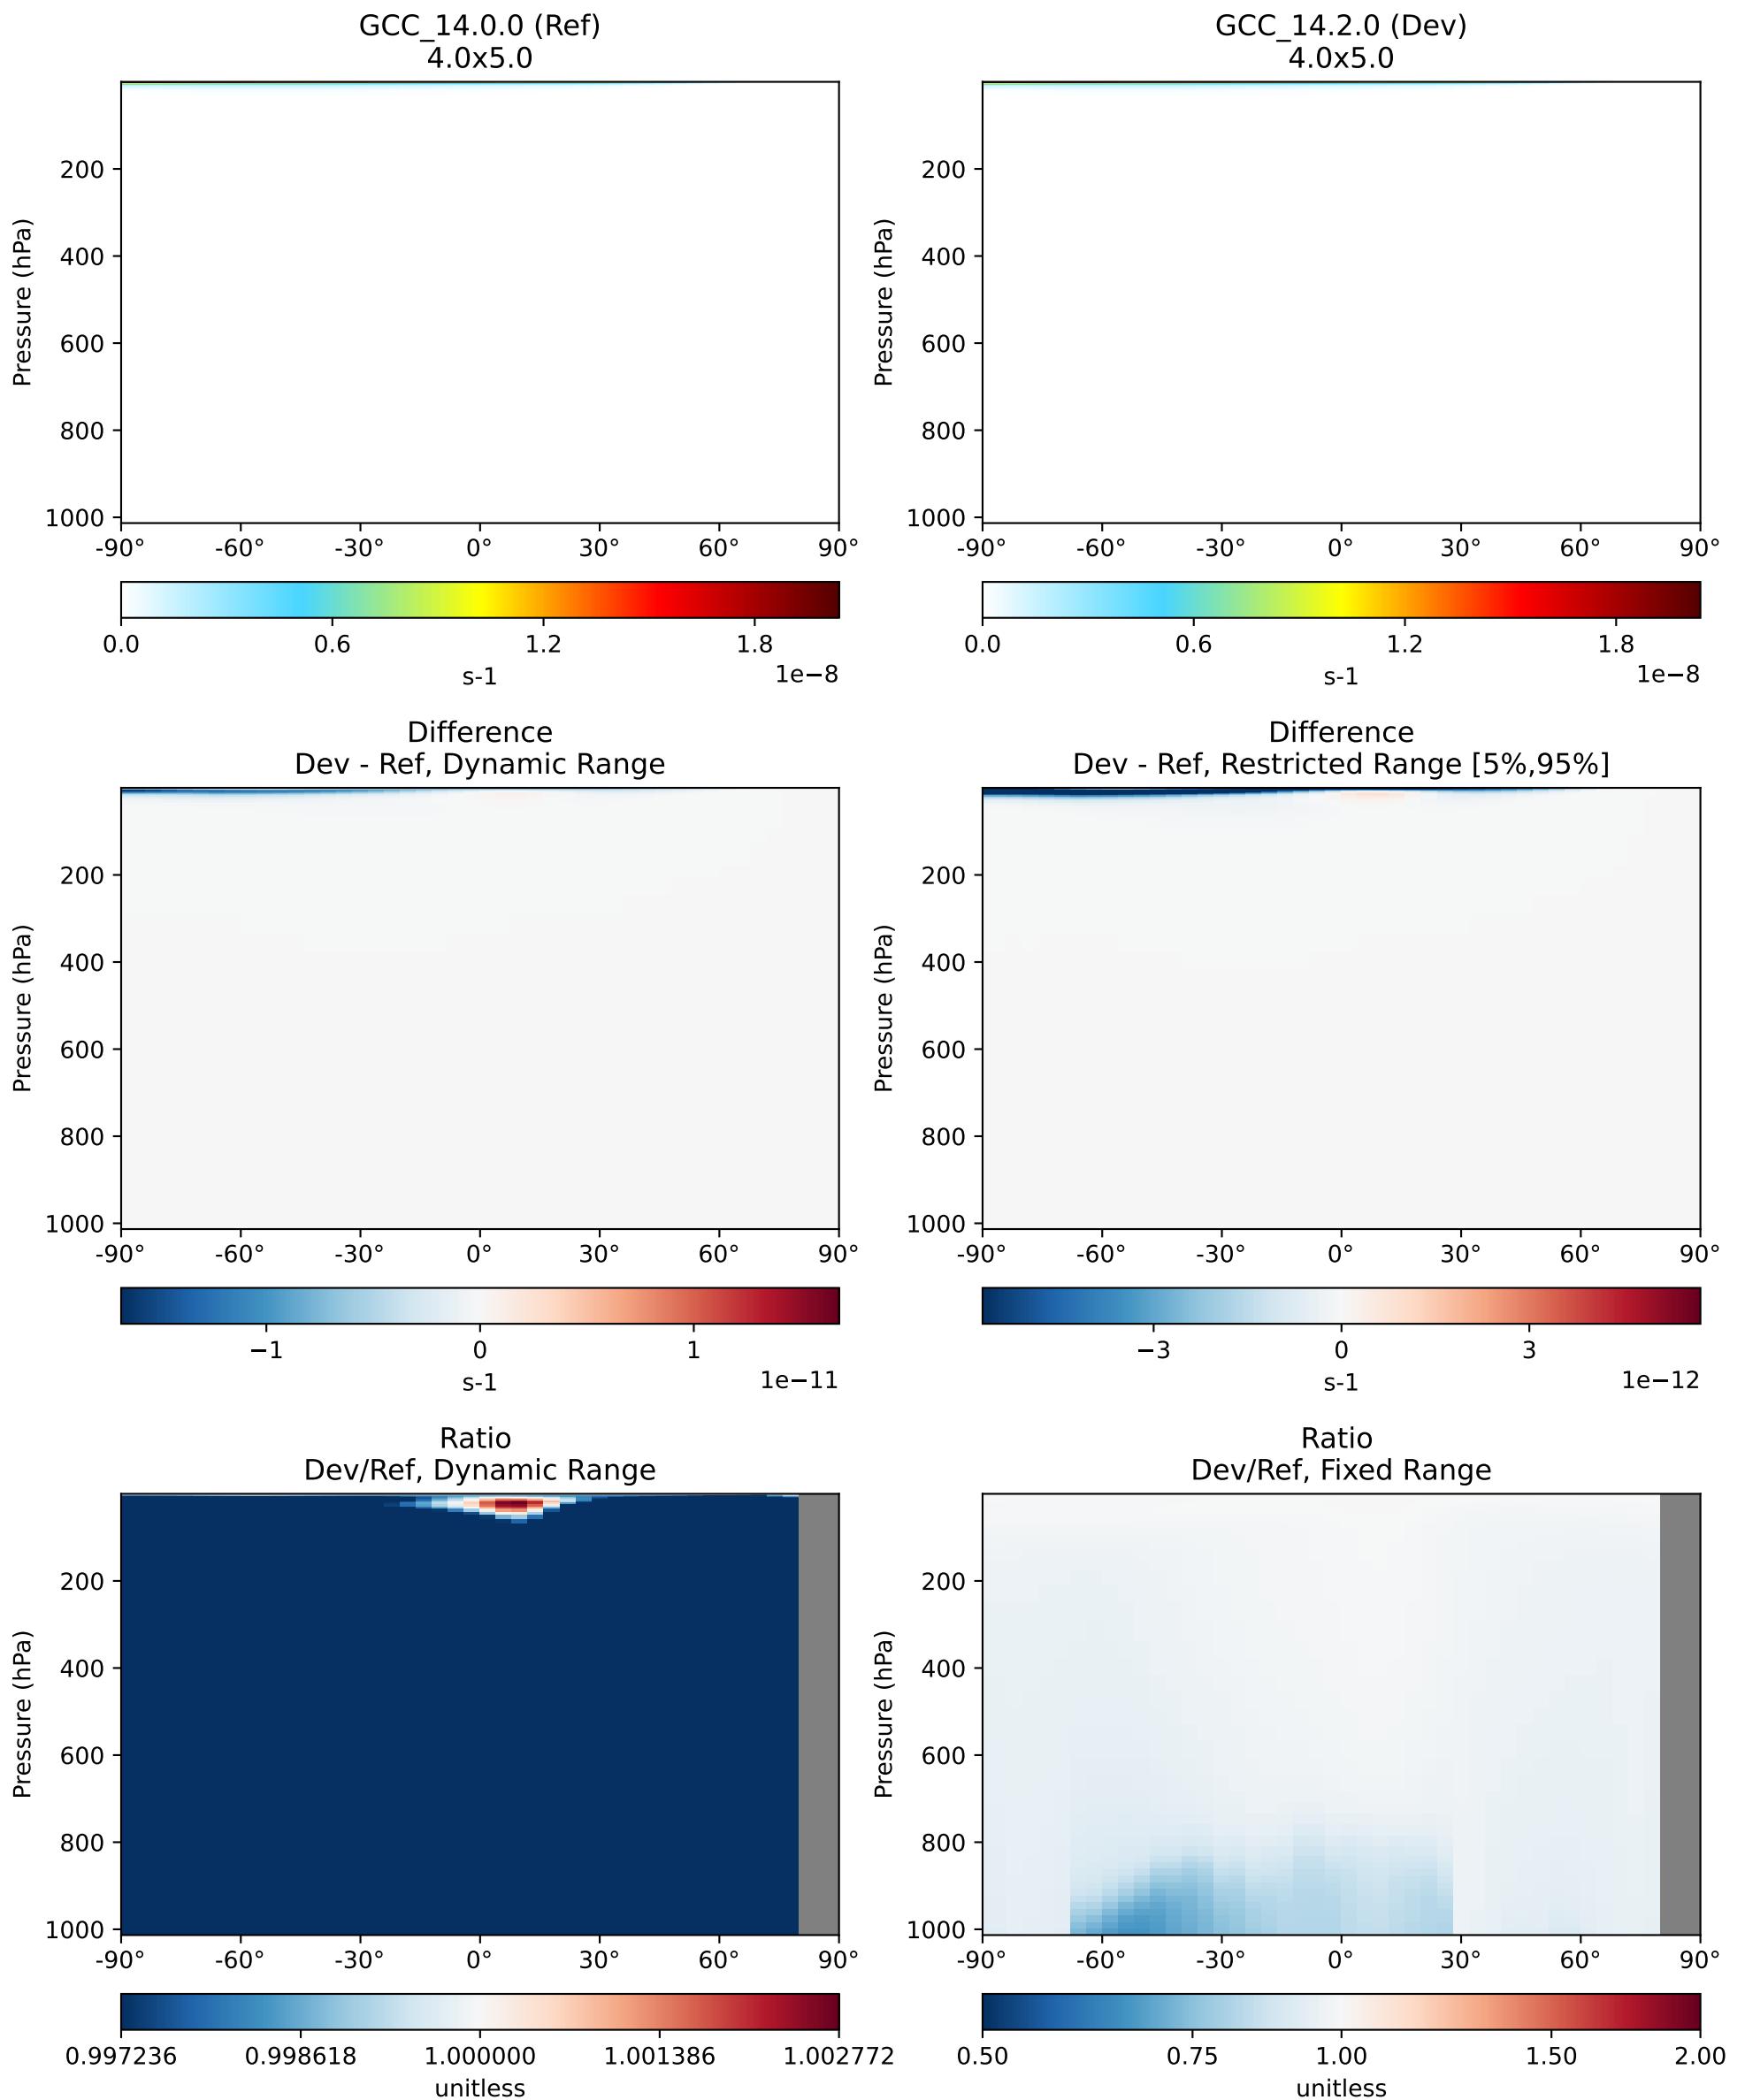 GCC_14.0.0 (Ref)
4.0x5.0
Pressure (hPa)
200
400
600
800
1000
-90° -60° -30° 0° 30° 60° 90°
0.0 0.6 1.2 1.8
1e−8
s-1
GCC_14.2.0 (Dev)
4.0x5.0
Pressure (hPa)
200
400
600
800
1000
-90° -60° -30° 0° 30° 60° 90°
0.0 0.6 1.2 1.8
1e−8
s-1
Difference
Dev - Ref, Dynamic Range
Pressure (hPa)
200
400
600
800
1000
-90° -60° -30° 0° 30° 60° 90°
−1 0 1
1e−11
s-1
Difference
Dev - Ref, Restricted Range [5%,95%]
Pressure (hPa)
200
400
600
800
1000
-90° -60° -30° 0° 30° 60° 90°
−3 0 3
1e−12
s-1
Ratio
Dev/Ref, Dynamic Range
Pressure (hPa)
200
400
600
800
1000
-90° -60° -30° 0° 30° 60° 90°
0.997236 0.998618 1.000000 1.001386 1.002772
unitless
Ratio
Dev/Ref, Fixed Range
Pressure (hPa)
200
400
600
800
1000
-90° -60° -30° 0° 30° 60° 90°
0.50 0.75 1.00 1.50 2.00
unitless